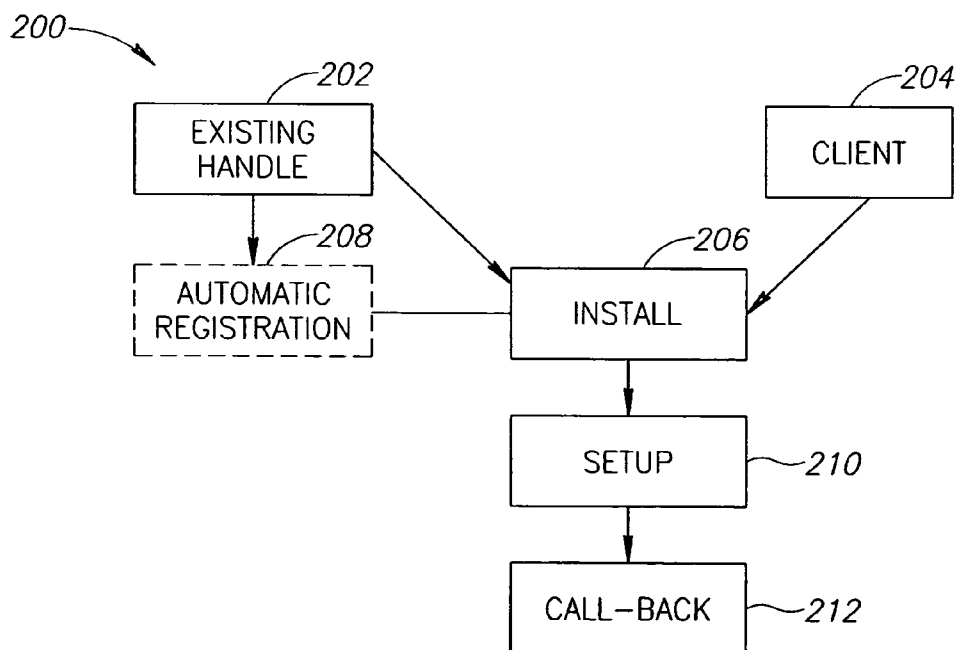 200
202
EXISTING
HANDLE
204
CLIENT
208
AUTOMATIC
REGISTRATION
206
INSTALL
SETUP
210
CALL-BACK
212